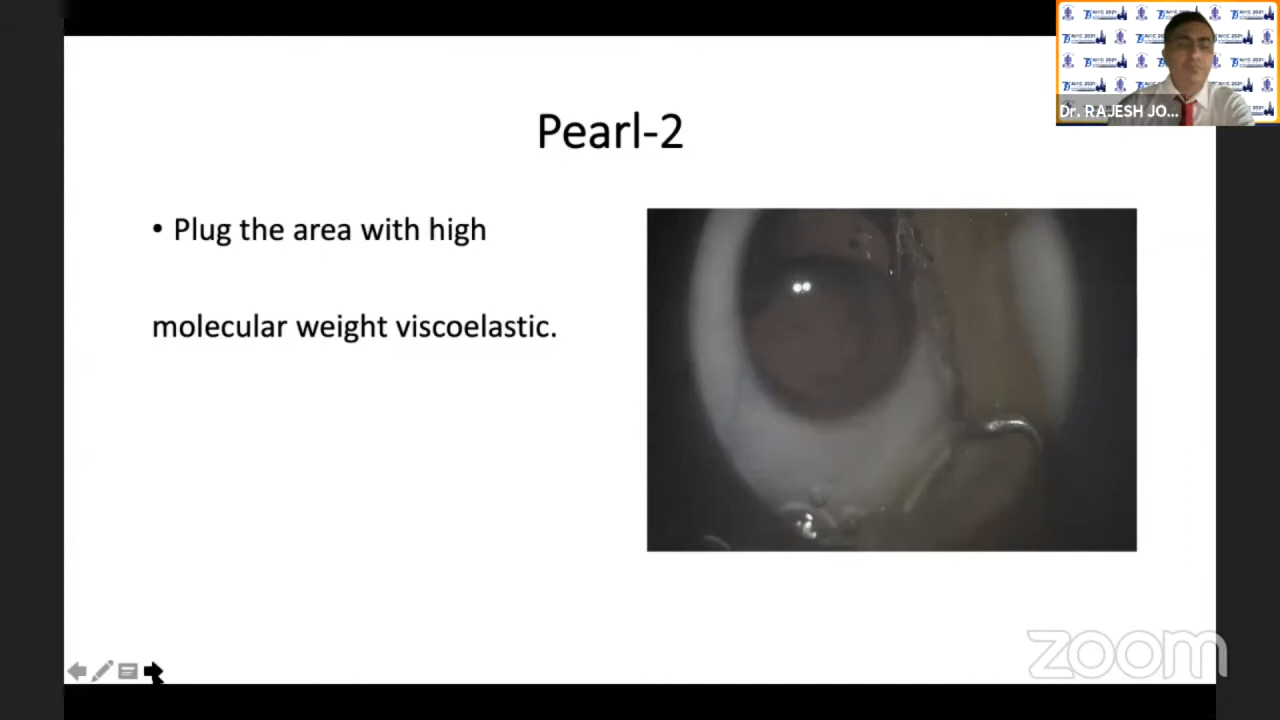 Dr. RAJESH JO...
Pearl-2
• Plug the area with high
molecular weight viscoelastic.
zoom